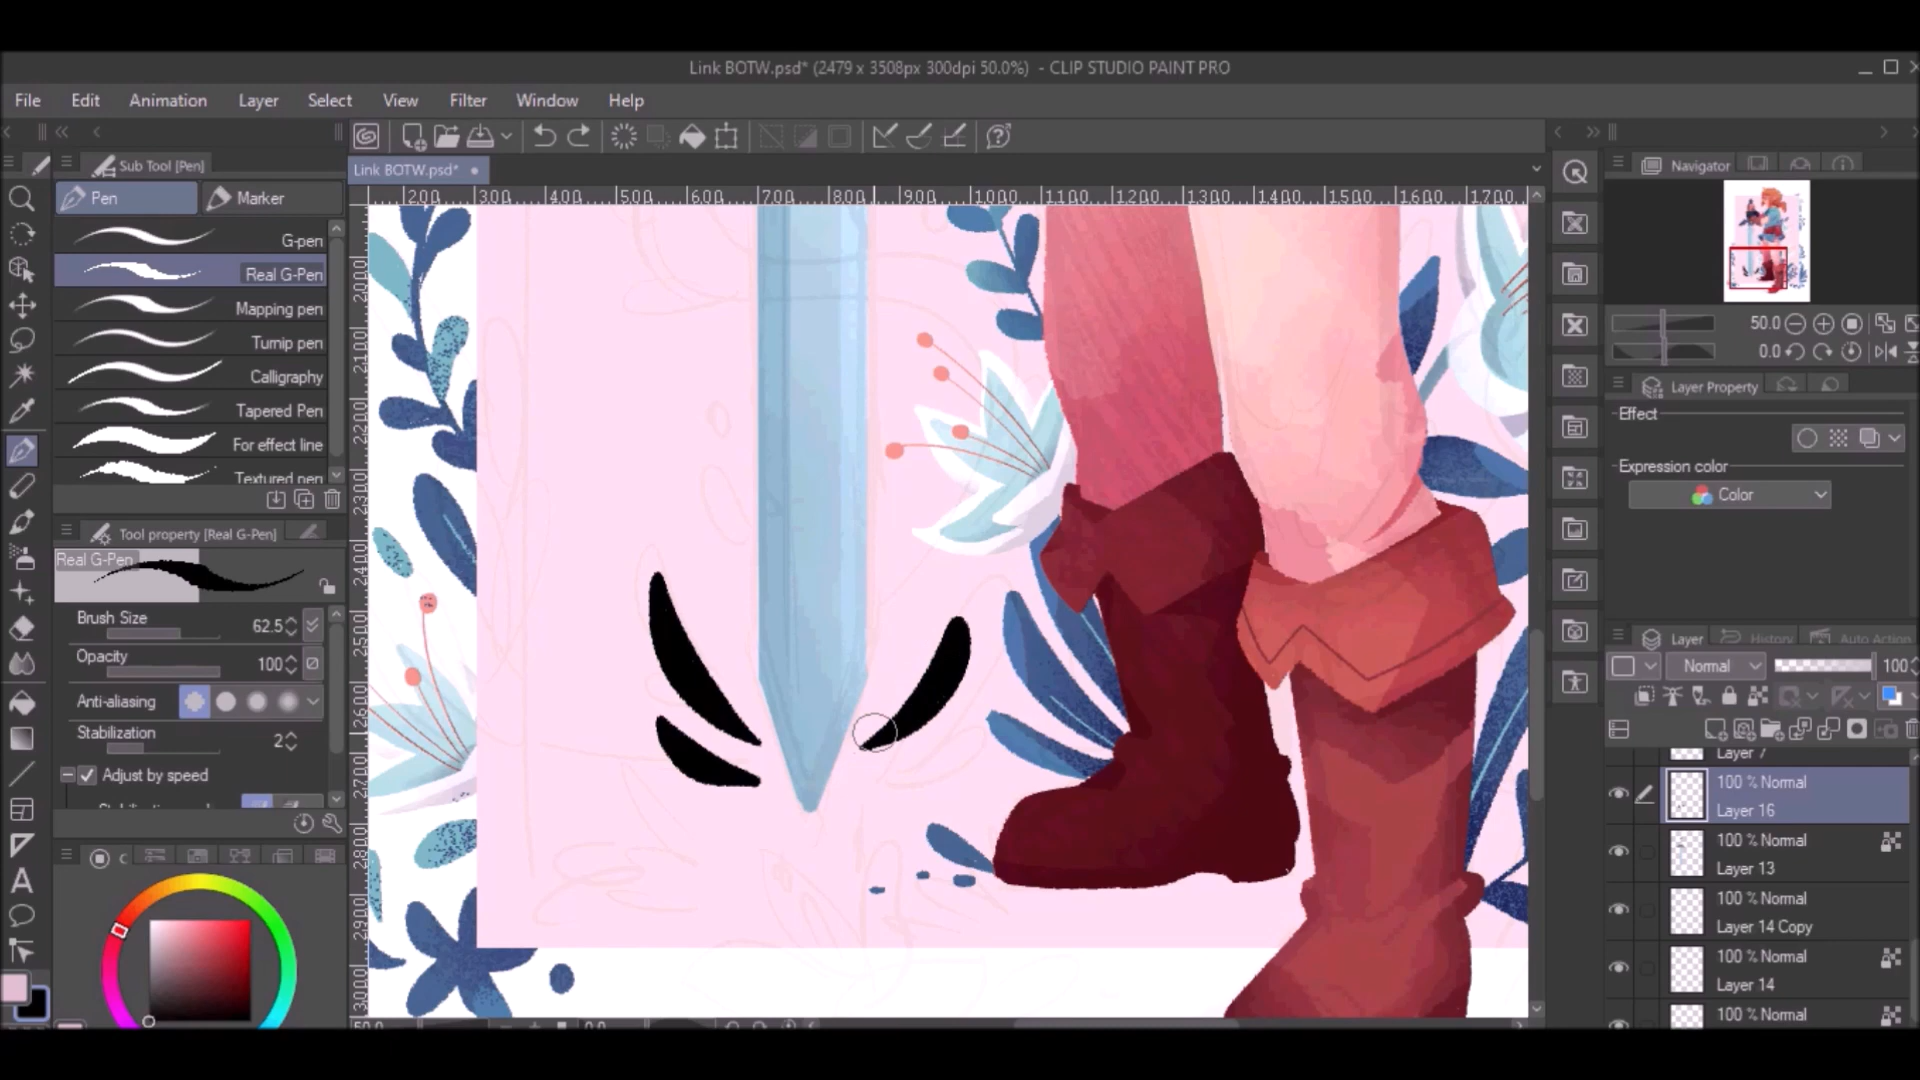 Link BOTW.psd* (2479 x 3508px 300dpi 50.0%) - CLIP STUDIO PAINT PRO
File Edit Animation Layer Select View Filter Window Help
Sub Tool [Pen]
Link BOTW.psd*
Navigator
Pen Marker
200 300 400 500 600 700 800 900 1000 1100 1200 1300 1400 1500 1600 1700
G-pen
Real G-Pen
Mapping pen
Turnip pen
Calligraphy
Tapered Pen
For effect line
Textured pen
2000
2100
2200
2300
2400
2500
2600
2700
2800
2900
3000
Tool property [Real G-Pen]
Real G-Pen
Brush Size 62.5
Opacity 100
Anti-aliasing
Stabilization 2
Adjust by speed
A
50.0
0.0
Layer Property
Effect
Expression color
Color
Layer History Auto Action
Normal 100
Layer 7
100 % Normal
Layer 16
100 % Normal
Layer 13
100 % Normal
Layer 14 Copy
100 % Normal
Layer 14
100 % Normal